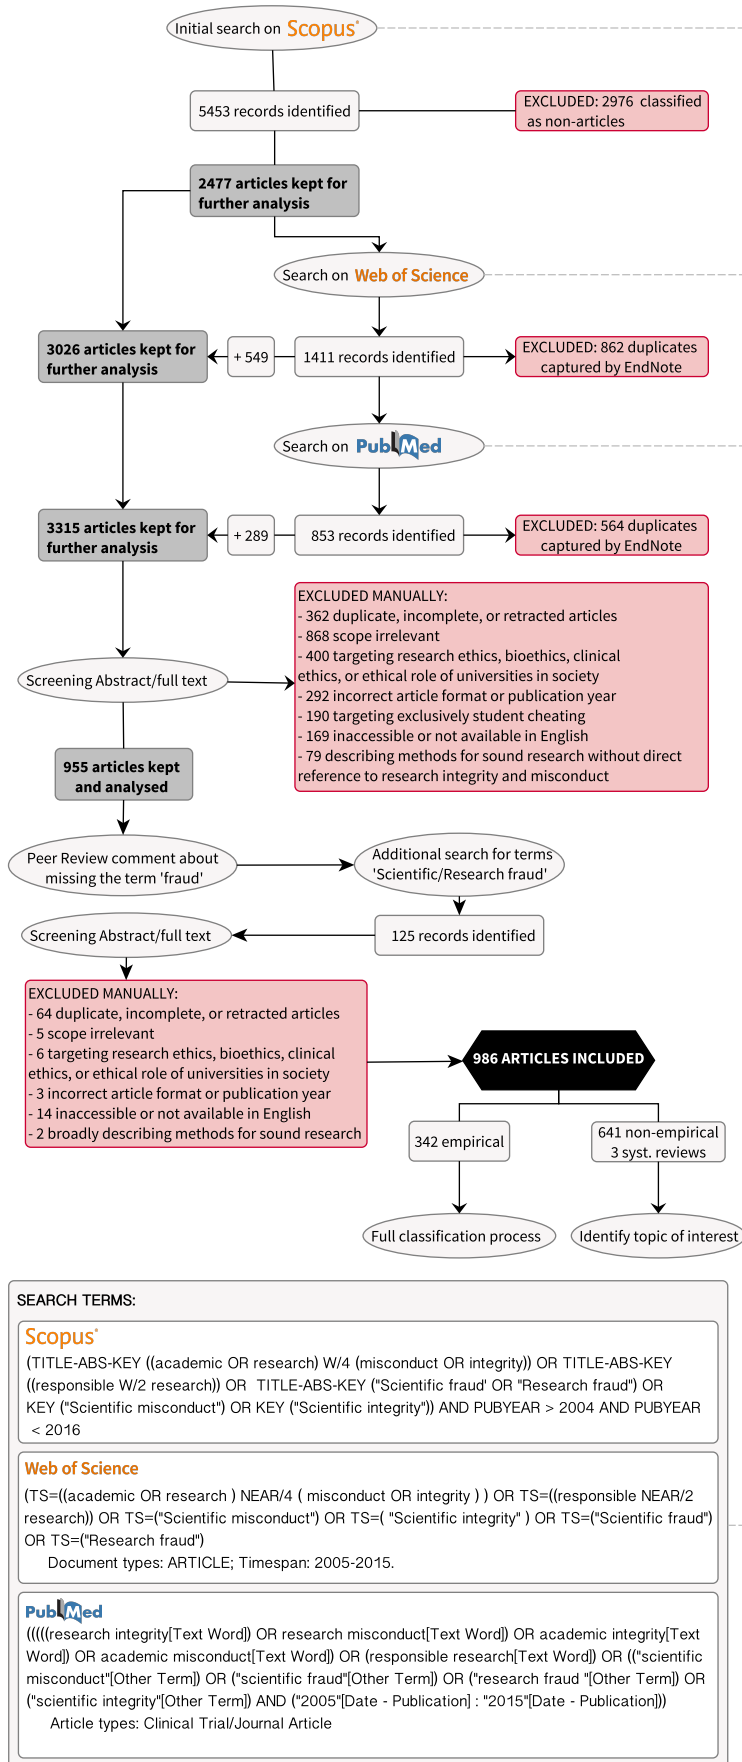 Initial search on Scopus®
5453 records identified
EXCLUDED: 2976 classified
as non-articles
2477 articles kept for
further analysis
Search on Web of Science
3026 articles kept for
further analysis
+ 549
1411 records identified
EXCLUDED: 862 duplicates
captured by EndNote
Search on PubMed
3315 articles kept for
further analysis
+ 289
853 records identified
EXCLUDED: 564 duplicates
captured by EndNote
EXCLUDED MANUALLY:
- 362 duplicate, incomplete, or retracted articles
- 868 scope irrelevant
- 400 targeting research ethics, bioethics, clinical
ethics, or ethical role of universities in society
- 292 incorrect article format or publication year
- 190 targeting exclusively student cheating
- 169 inaccessible or not available in English
- 79 describing methods for sound research without direct
reference to research integrity and misconduct
Screening Abstract/full text
955 articles kept
and analysed
Peer Review comment about
missing the term 'fraud'
Additional search for terms
'Scientific/Research fraud'
125 records identified
Screening Abstract/full text
EXCLUDED MANUALLY:
- 64 duplicate, incomplete, or retracted articles
- 5 scope irrelevant
- 6 targeting research ethics, bioethics, clinical
ethics, or ethical role of universities in society
- 3 incorrect article format or publication year
- 14 inaccessible or not available in English
- 2 broadly describing methods for sound research
986 ARTICLES INCLUDED
342 empirical
641 non-empirical
3 syst. reviews
Full classification process
Identify topic of interest
SEARCH TERMS:
Scopus®
(TITLE-ABS-KEY ((academic OR research) W/4 (misconduct OR integrity)) OR TITLE-ABS-KEY
((responsible W/2 research)) OR TITLE-ABS-KEY ("Scientific fraud' OR "Research fraud") OR
KEY ("Scientific misconduct") OR KEY ("Scientific integrity")) AND PUBYEAR > 2004 AND PUBYEAR
< 2016
Web of Science
(TS=((academic OR research ) NEAR/4 ( misconduct OR integrity ) ) OR TS=((responsible NEAR/2
research)) OR TS=("Scientific misconduct") OR TS=( "Scientific integrity" ) OR TS=("Scientific fraud")
OR TS=("Research fraud")
Document types: ARTICLE; Timespan: 2005-2015.
PubMed
(((((research integrity[Text Word]) OR research misconduct[Text Word]) OR academic integrity[Text
Word]) OR academic misconduct[Text Word]) OR (responsible research[Text Word]) OR (("scientific
misconduct"[Other Term]) OR ("scientific fraud"[Other Term]) OR ("research fraud "[Other Term]) OR
("scientific integrity"[Other Term]) AND ("2005"[Date - Publication] : "2015"[Date - Publication]))
Article types: Clinical Trial/Journal Article